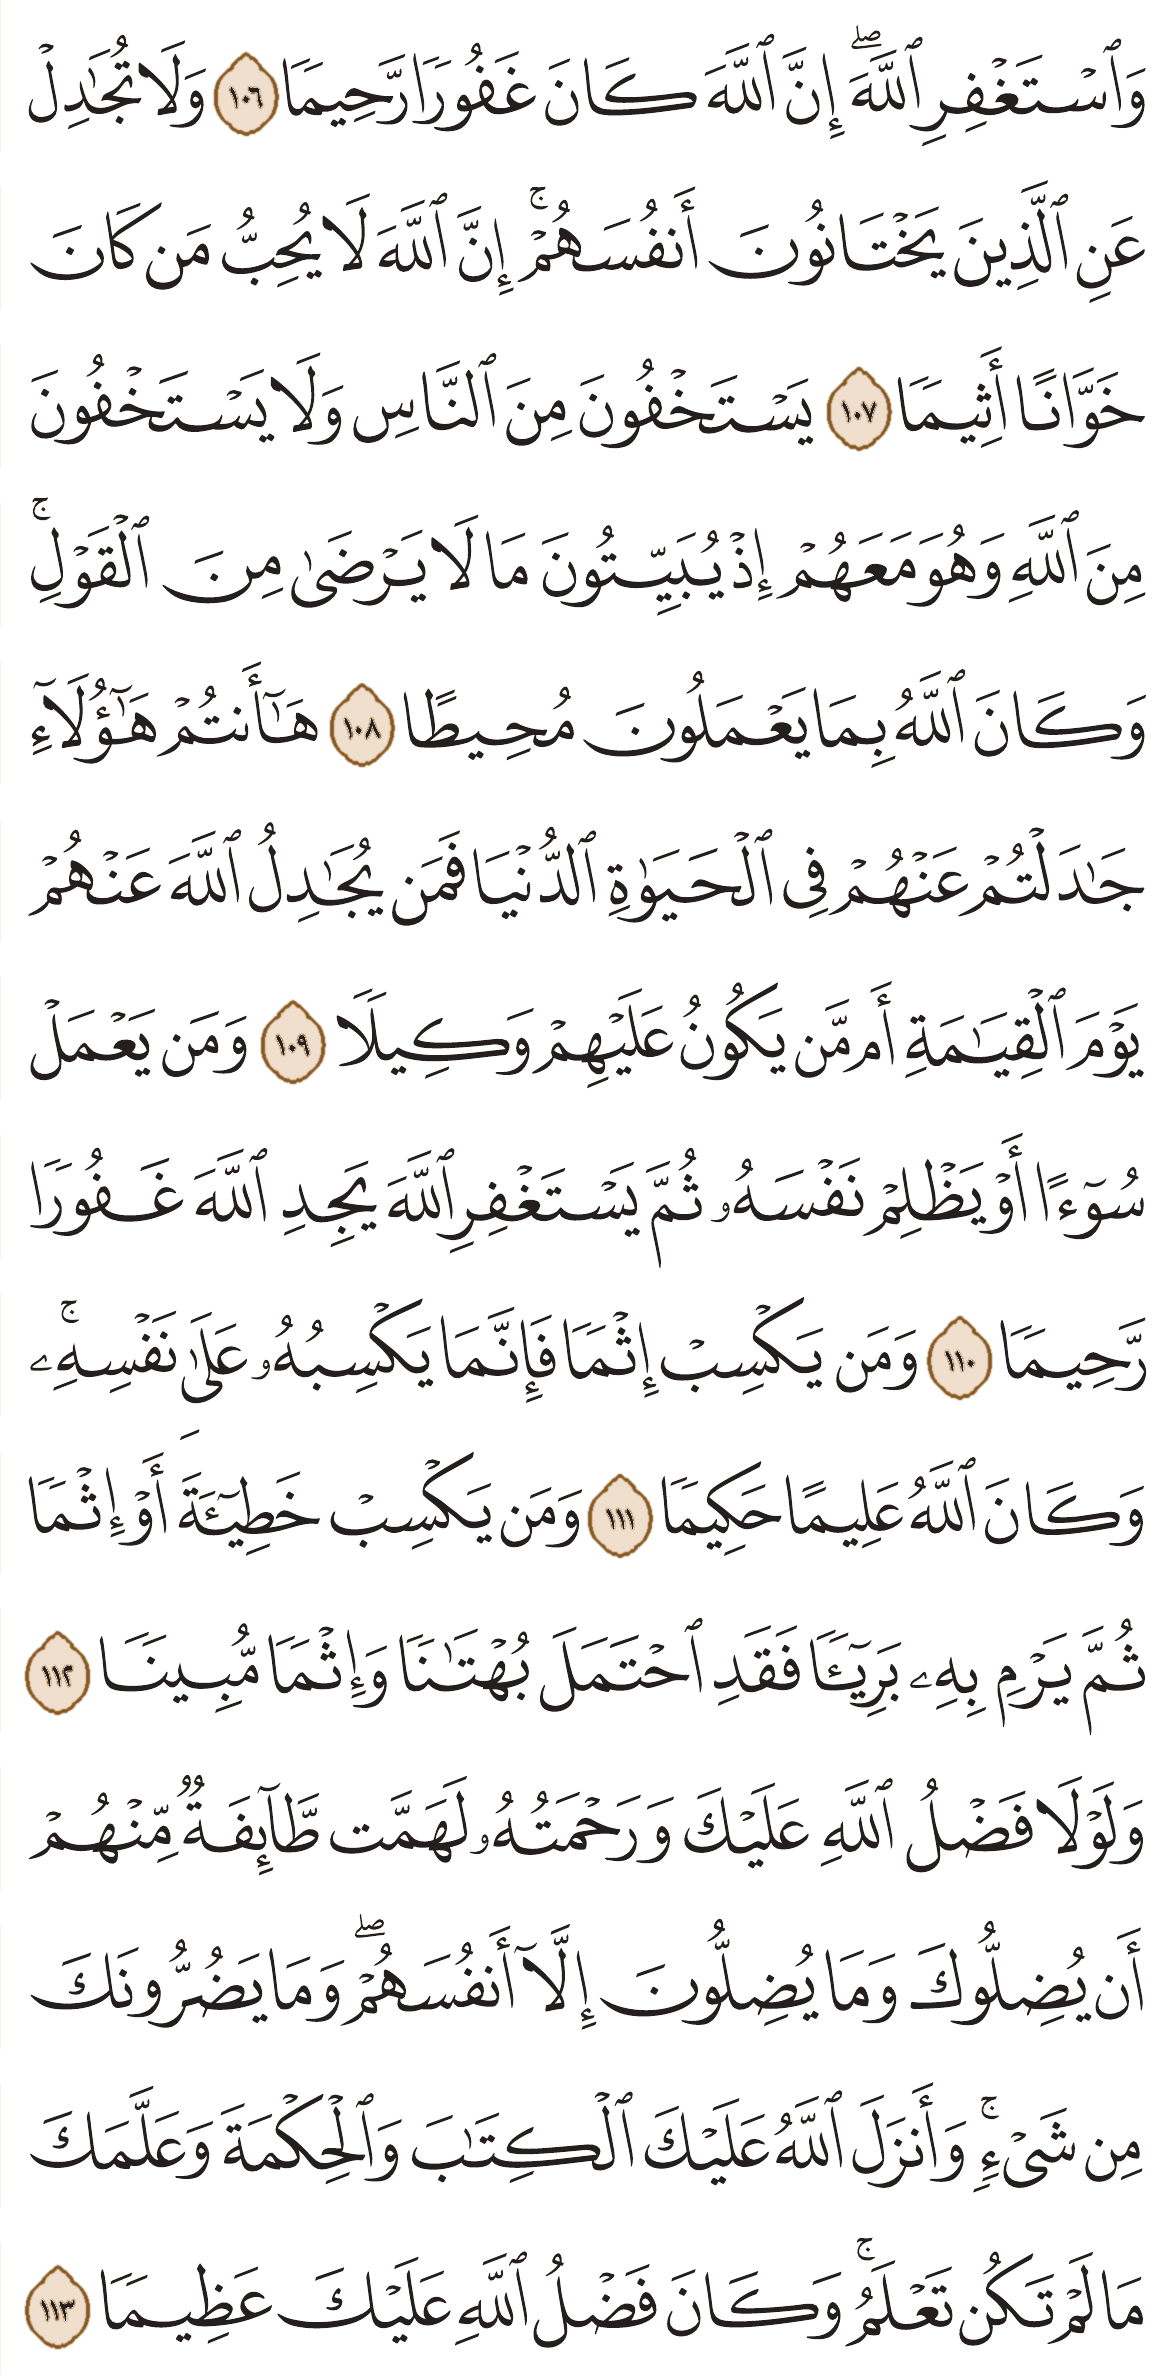 وَٱسۡتَغۡفِرِ ٱللَّهَۖ إِنَّ ٱللَّهَ كَانَ غَفُورٗا رَّحِيمٗا ١٠٦ وَلَا تُجَٰدِلۡ
عَنِ ٱلَّذِينَ يَخۡتَانُونَ أَنفُسَهُمۡۚ إِنَّ ٱللَّهَ لَا يُحِبُّ مَن كَانَ
خَوَّانًا أَثِيمٗا ١٠٧ يَسۡتَخۡفُونَ مِنَ ٱلنَّاسِ وَلَا يَسۡتَخۡفُونَ
مِنَ ٱللَّهِ وَهُوَ مَعَهُمۡ إِذۡ يُبَيِّتُونَ مَا لَا يَرۡضَىٰ مِنَ ٱلۡقَوۡلِۚ
وَكَانَ ٱللَّهُ بِمَا يَعۡمَلُونَ مُحِيطًا ١٠٨ هَٰٓأَنتُمۡ هَٰٓؤُلَآءِ
جَٰدَلۡتُمۡ عَنۡهُمۡ فِي ٱلۡحَيَوٰةِ ٱلدُّنۡيَا فَمَن يُجَٰدِلُ ٱللَّهَ عَنۡهُمۡ
يَوۡمَ ٱلۡقِيَٰمَةِ أَم مَّن يَكُونُ عَلَيۡهِمۡ وَكِيلٗا ١٠٩ وَمَن يَعۡمَلۡ
سُوٓءًا أَوۡ يَظۡلِمۡ نَفۡسَهُۥ ثُمَّ يَسۡتَغۡفِرِ ٱللَّهَ يَجِدِ ٱللَّهَ غَفُورٗا
رَّحِيمٗا ١١٠ وَمَن يَكۡسِبۡ إِثۡمٗا فَإِنَّمَا يَكۡسِبُهُۥ عَلَىٰ نَفۡسِهِۦۚ
وَكَانَ ٱللَّهُ عَلِيمًا حَكِيمٗا ١١١ وَمَن يَكۡسِبۡ خَطِيٓـَٔةً أَوۡ إِثۡمٗا
ثُمَّ يَرۡمِ بِهِۦ بَرِيٓـٔٗا فَقَدِ ٱحۡتَمَلَ بُهۡتَٰنٗا وَإِثۡمٗا مُّبِينٗا ١١٢
وَلَوۡلَا فَضۡلُ ٱللَّهِ عَلَيۡكَ وَرَحۡمَتُهُۥ لَهَمَّت طَّآئِفَةٞ مِّنۡهُمۡ
أَن يُضِلُّوكَ وَمَا يُضِلُّونَ إِلَّآ أَنفُسَهُمۡۖ وَمَا يَضُرُّونَكَ
مِن شَيۡءٖۚ وَأَنزَلَ ٱللَّهُ عَلَيۡكَ ٱلۡكِتَٰبَ وَٱلۡحِكۡمَةَ وَعَلَّمَكَ
مَا لَمۡ تَكُن تَعۡلَمُۚ وَكَانَ فَضۡلُ ٱللَّهِ عَلَيۡكَ عَظِيمٗا ١١٣